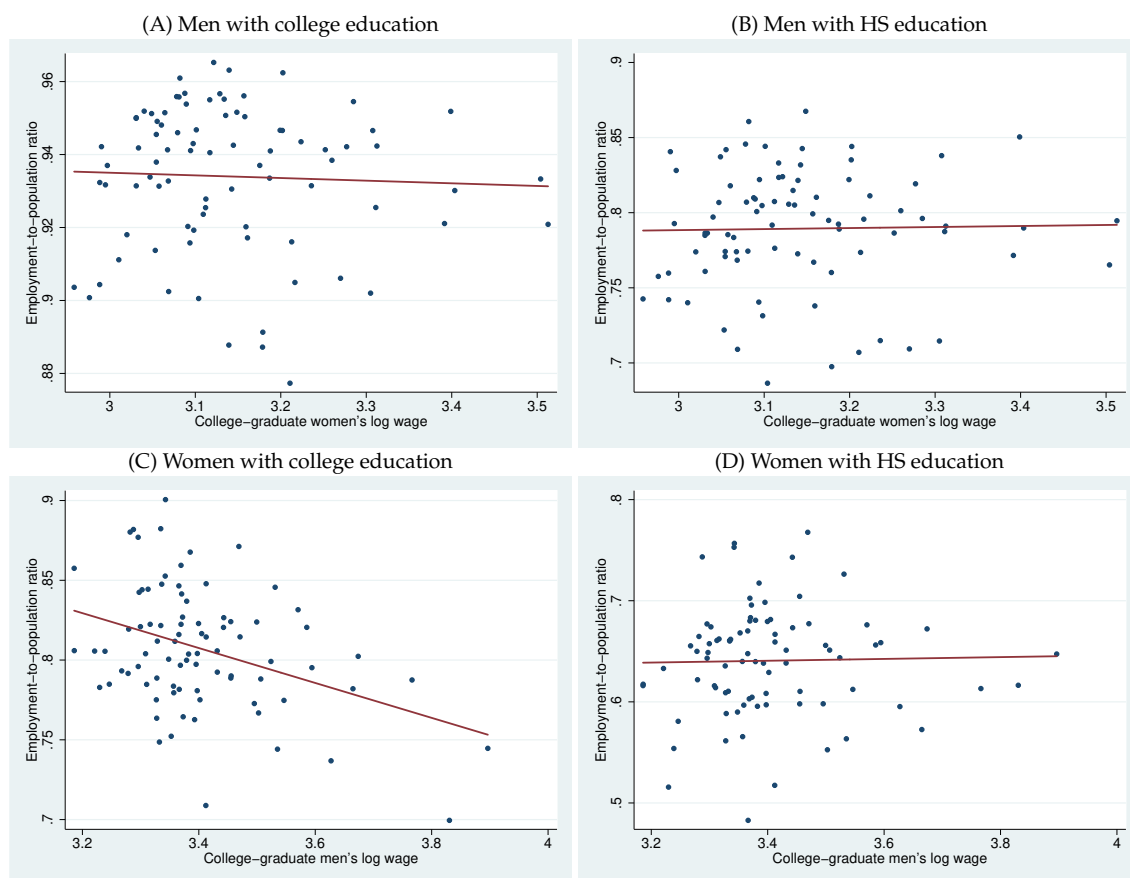 (A) Men with college education
Employment−to−population ratio
.96
.94
.92
.9
.88
3 3.1 3.2 3.3 3.4 3.5
College−graduate women's log wage
(B) Men with HS education
Employment−to−population ratio
.9
.85
.8
.75
.7
3 3.1 3.2 3.3 3.4 3.5
College−graduate women's log wage
(C) Women with college education
Employment−to−population ratio
.9
.85
.8
.75
.7
3.2 3.4 3.6 3.8 4
College−graduate men's log wage
(D) Women with HS education
Employment−to−population ratio
.8
.7
.6
.5
3.2 3.4 3.6 3.8 4
College−graduate men's log wage